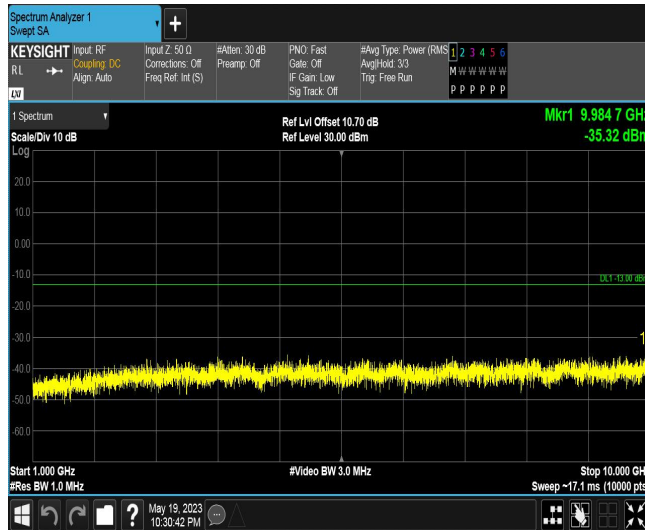 Spectrum Analyzer 1
Swept SA
+
KEYSIGHT
RL
LXI
Input: RF
Coupling: DC
Align: Auto
Input Z: 50 Ω
Corrections: Off
Freq Ref: Int (S)
#Atten: 30 dB
Preamp: Off
PNO: Fast
Gate: Off
IF Gain: Low
Sig Track: Off
#Avg Type: Power (RMS
Avg|Hold: 3/3
Trig: Free Run
1 2 3 4 5 6
M W W W W W
P P P P P P
1 Spectrum
Scale/Div 10 dB
Ref Lvl Offset 10.70 dB
Ref Level 30.00 dBm
Mkr1 9.984 7 GHz
-35.32 dBm
Log
20.0
10.0
0.00
-10.0
DL1 -13.00 dBm
-20.0
-30.0
1
-40.0
-50.0
-60.0
Start 1.000 GHz
#Res BW 1.0 MHz
#Video BW 3.0 MHz
Stop 10.000 GHz
Sweep ~17.1 ms (10000 pts
?
May 19, 2023
10:30:42 PM